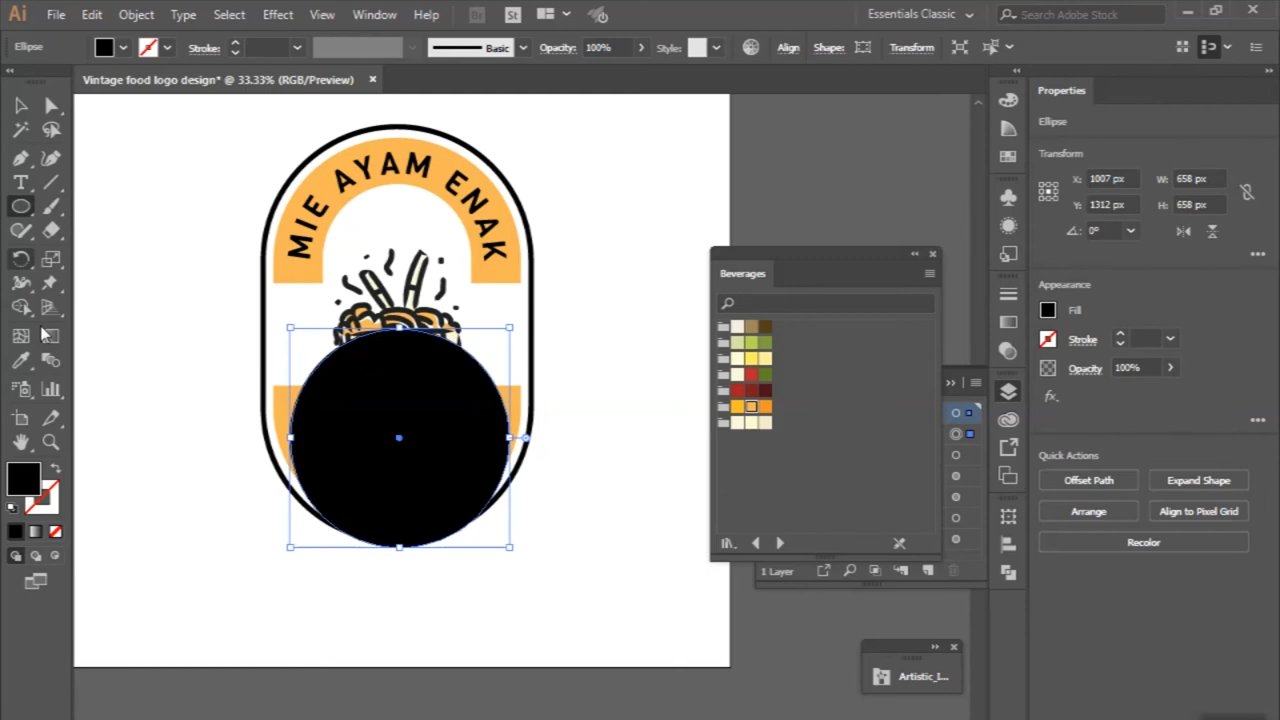 Ai File Edit Object Type Select Effect View Window Help Br St Essentials Classic Search Adobe Stock
Ellipse Stroke: Basic Opacity: 100% Style: Align Shape: Transform
Vintage food logo design* @ 33.33% (RGB/Preview)
Properties
Ellipse
Transform
X: 1007 px W: 658 px
Y: 1312 px H: 658 px
0°
Appearance
Fill
Stroke
Opacity 100%
fx.
Quick Actions
Offset Path Expand Shape
Arrange Align to Pixel Grid
Recolor
MIE AYAM ENAK
Beverages
1 Layer
Artistic_I...